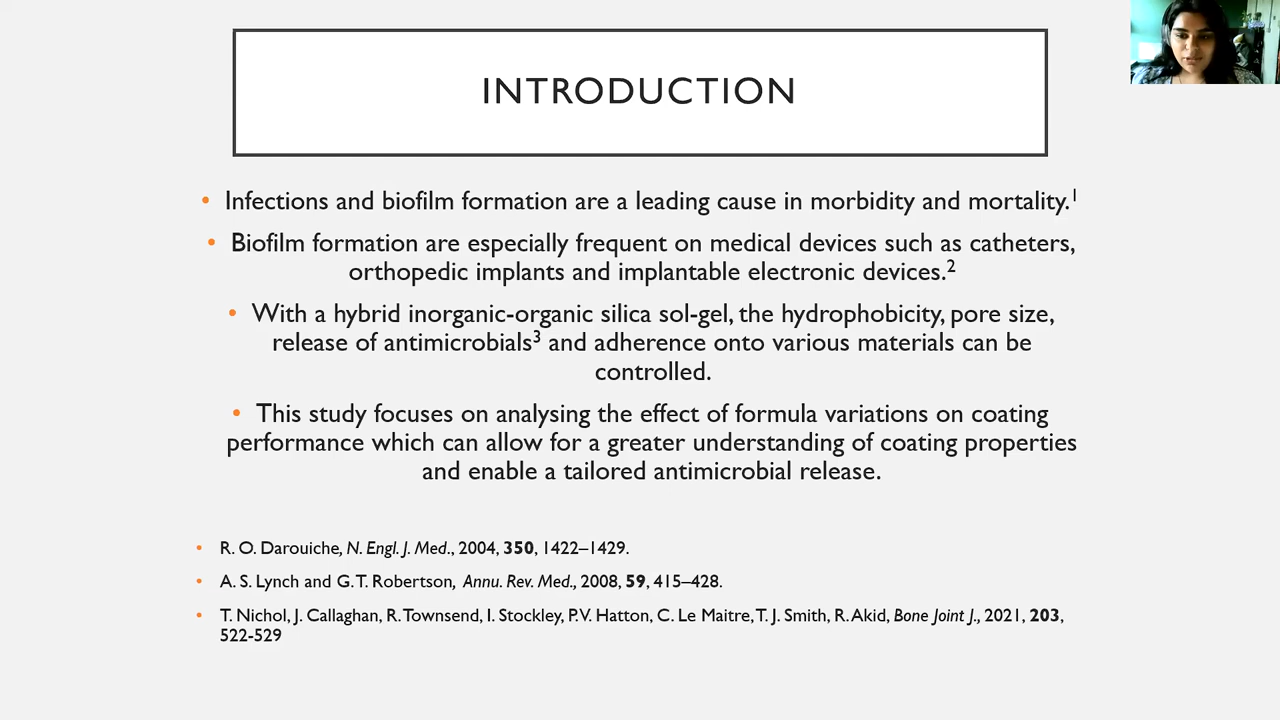 INTRODUCTION
• Infections and biofilm formation are a leading cause in morbidity and mortality.1
• Biofilm formation are especially frequent on medical devices such as catheters,
orthopedic implants and implantable electronic devices.2
• With a hybrid inorganic-organic silica sol-gel, the hydrophobicity, pore size,
release of antimicrobials3 and adherence onto various materials can be
controlled.
• This study focuses on analysing the effect of formula variations on coating
performance which can allow for a greater understanding of coating properties
and enable a tailored antimicrobial release.
• R. O. Darouiche, N. Engl. J. Med., 2004, 350, 1422–1429.
• A. S. Lynch and G. T. Robertson, Annu. Rev. Med., 2008, 59, 415–428.
• T. Nichol, J. Callaghan, R. Townsend, I. Stockley, P. V. Hatton, C. Le Maitre, T. J. Smith, R. Akid, Bone Joint J., 2021, 203,
522-529